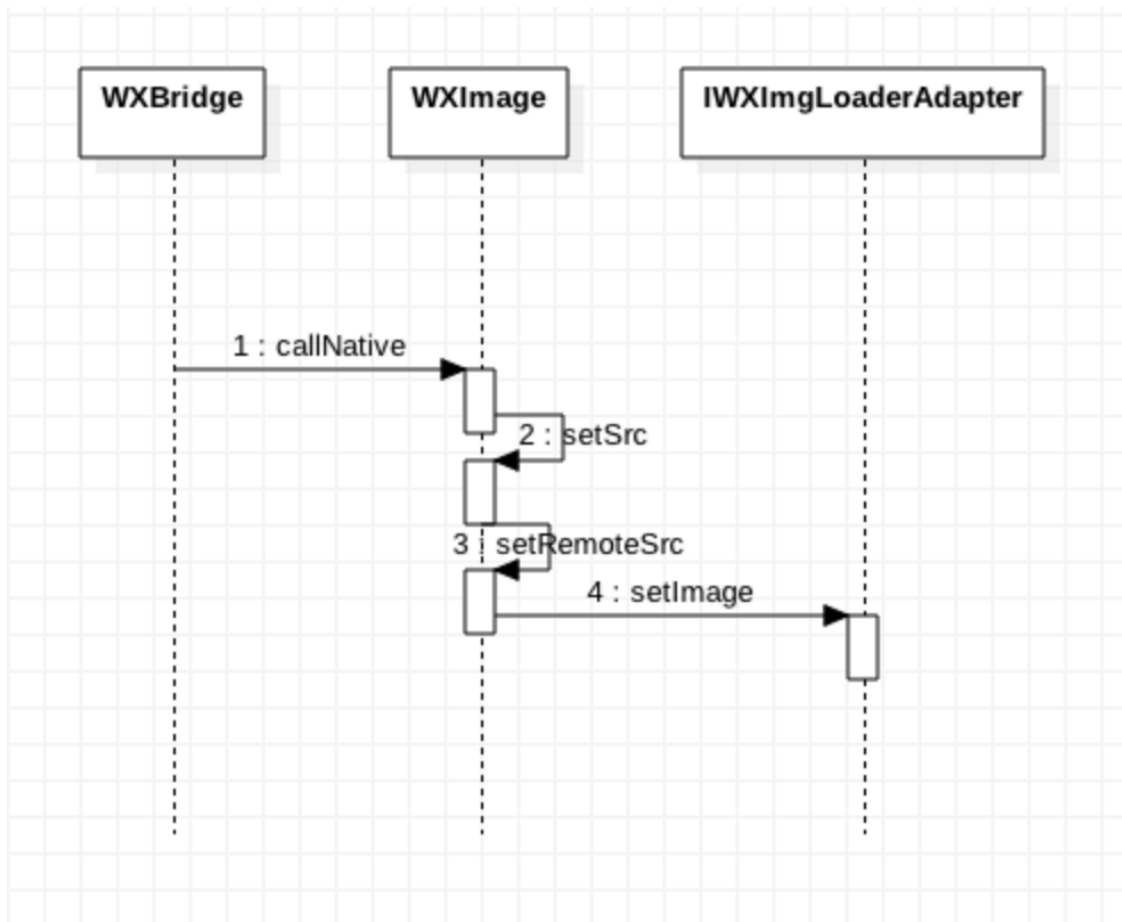 WXBridge
WXImage
IWXImgLoaderAdapter
1 : callNative
2 : setSrc
3 : setRemoteSrc
4 : setImage